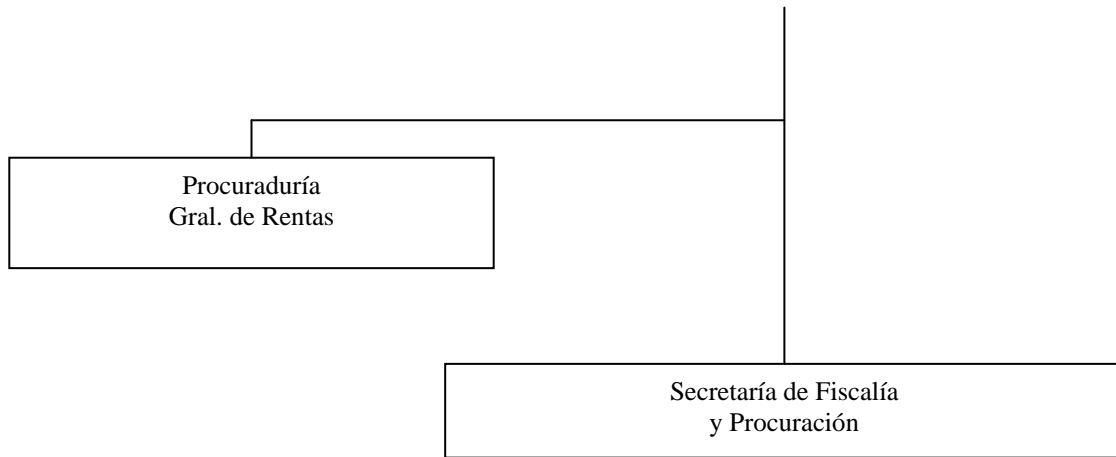 Procuraduría
Gral. de Rentas
Secretaría de Fiscalía
y Procuración